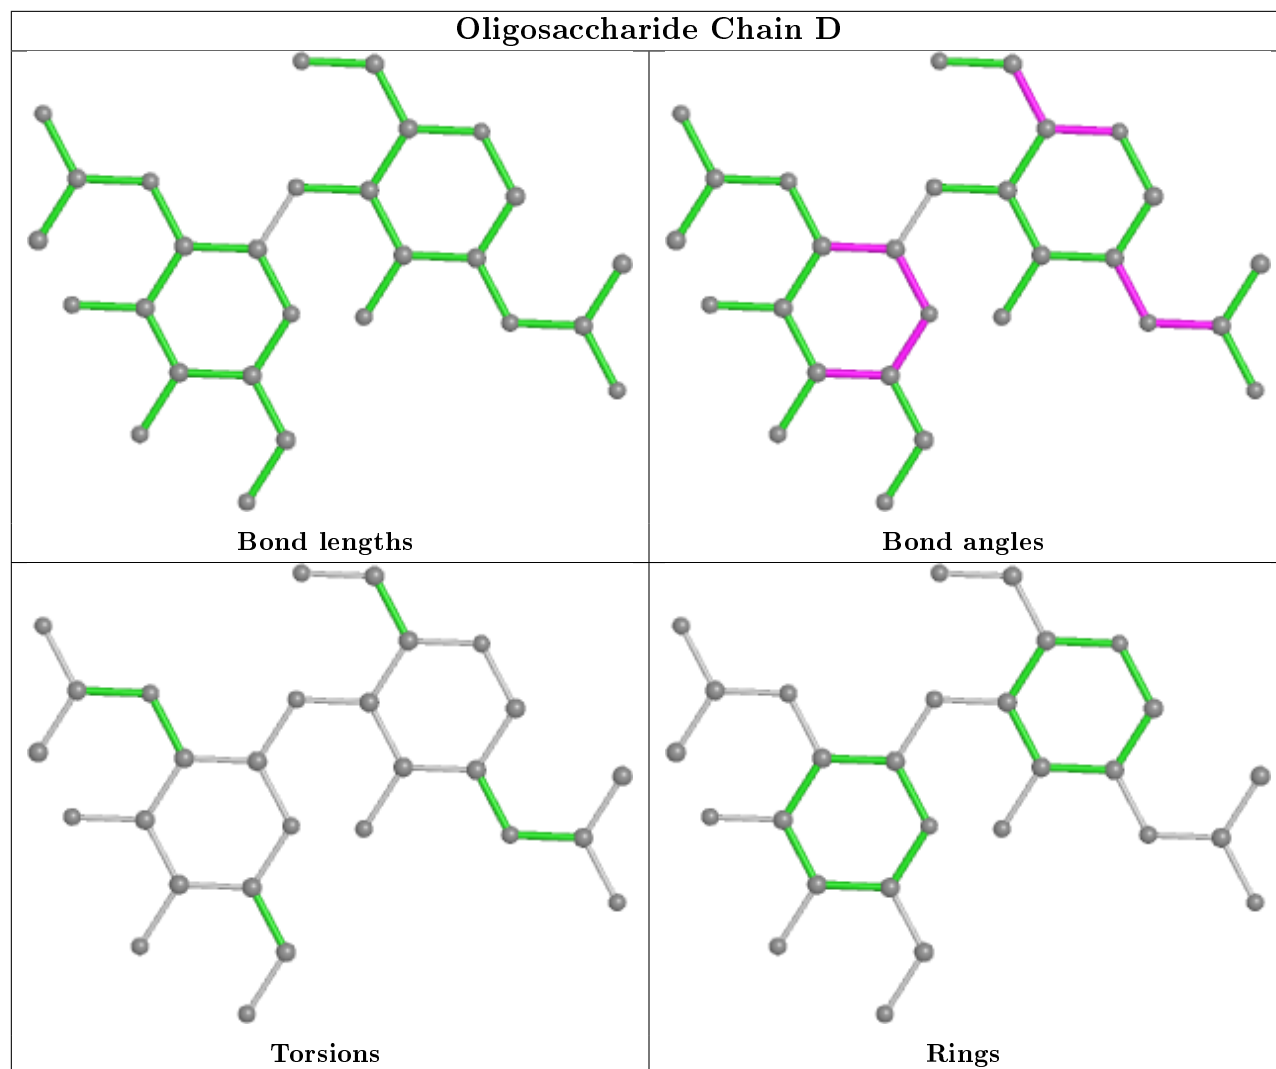 Oligosaccharide Chain D
Bond lengths
Bond angles
Torsions
Rings